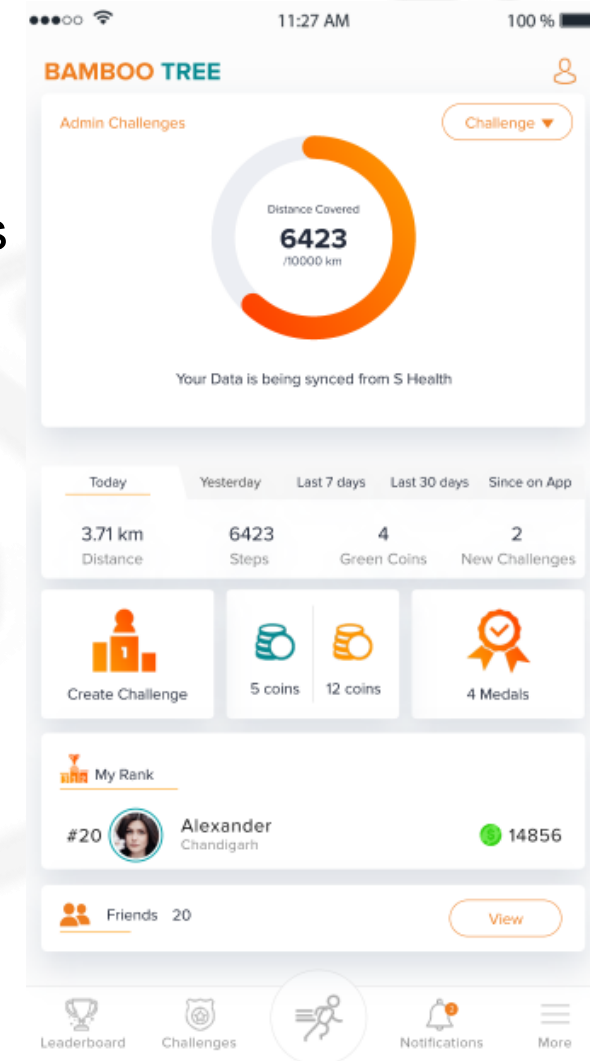 11:27 AM 100 %
BAMBOO TREE
s
Admin Challenges Challenge
Distance Covered
6423
/10000 km
Your Data is being synced from S Health
Today Yesterday Last 7 days Last 30 days Since on App
3.71 km 6423 4 2
Distance Steps Green Coins New Challenges
1
Create Challenge 5 coins 12 coins 4 Medals
My Rank
#20 Alexander $ 14856
Chandigarh
Friends 20 View
Leaderboard Challenges Notifications More